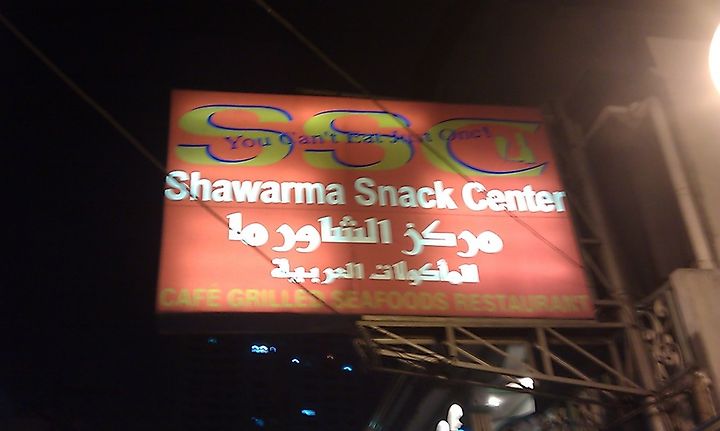 SSC
You Can't Eat Just One!
Shawarma Snack Center
مركز الشاورما
المأكولات العربية
CAFÉ GRILLED SEAFOODS RESTAURANT